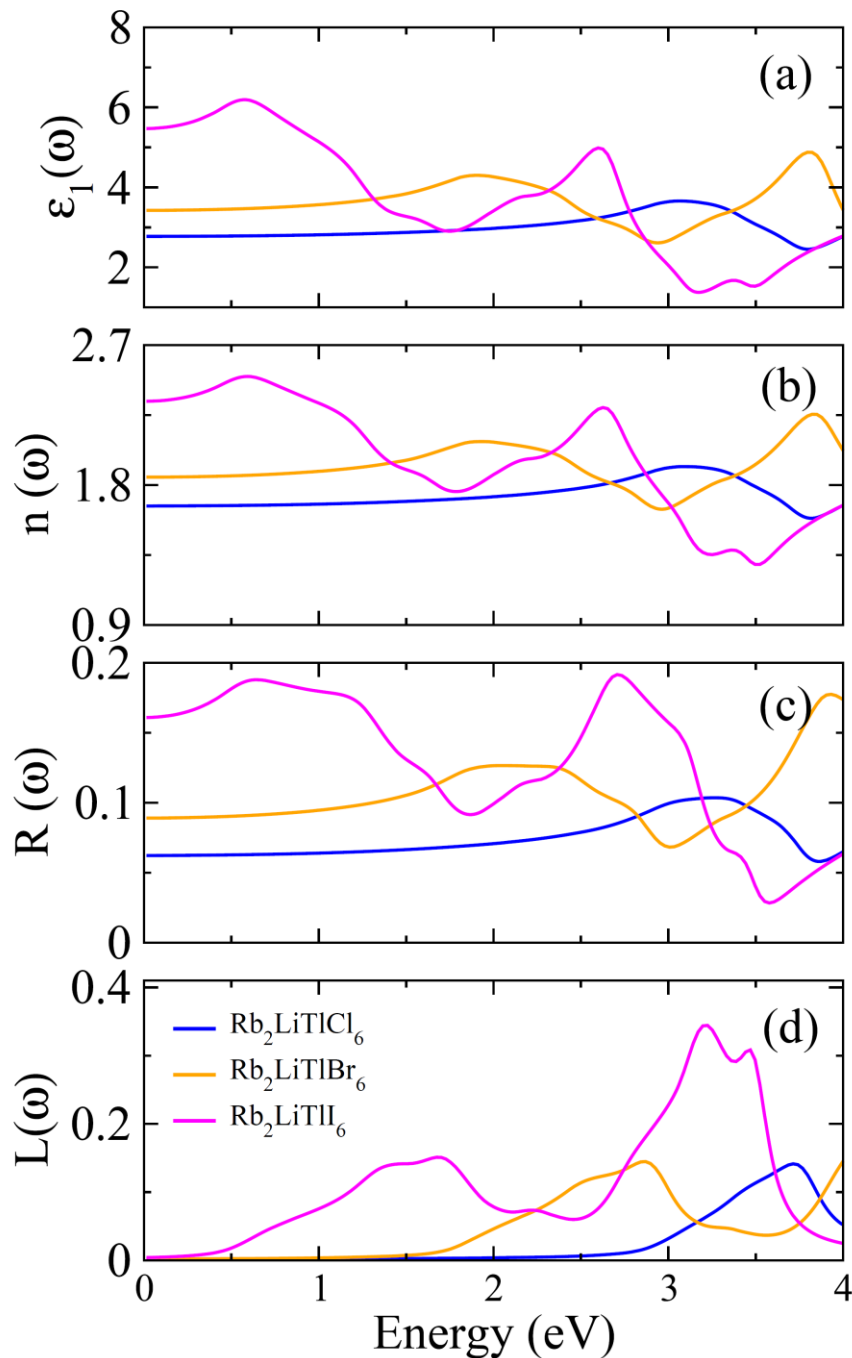 8
6
4
2
ε₁(ω)
(a)
2.7
1.8
0.9
n (ω)
(b)
0.2
0.1
0
R (ω)
(c)
0.4
0.2
0
L(ω)
(d)
Rb₂LiTlCl₆
Rb₂LiTlBr₆
Rb₂LiTlI₆
0 1 2 3 4
Energy (eV)